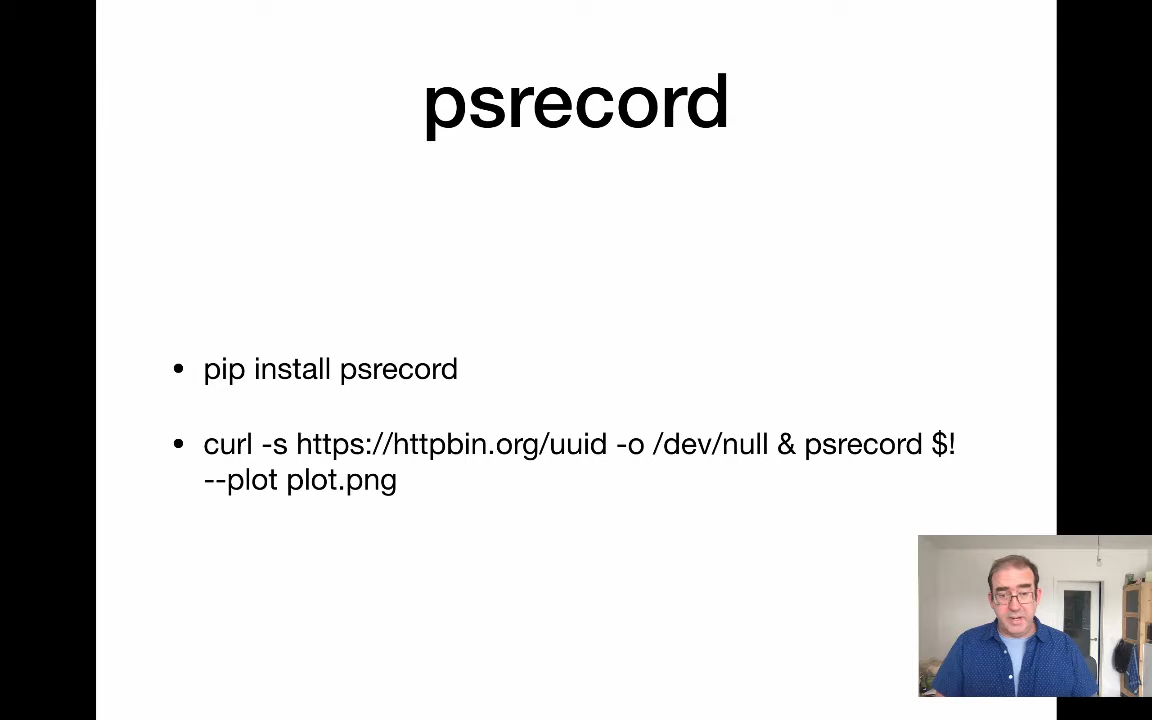 psrecord
• pip install psrecord
• curl -s https://httpbin.org/uuid -o /dev/null & psrecord $!
--plot plot.png